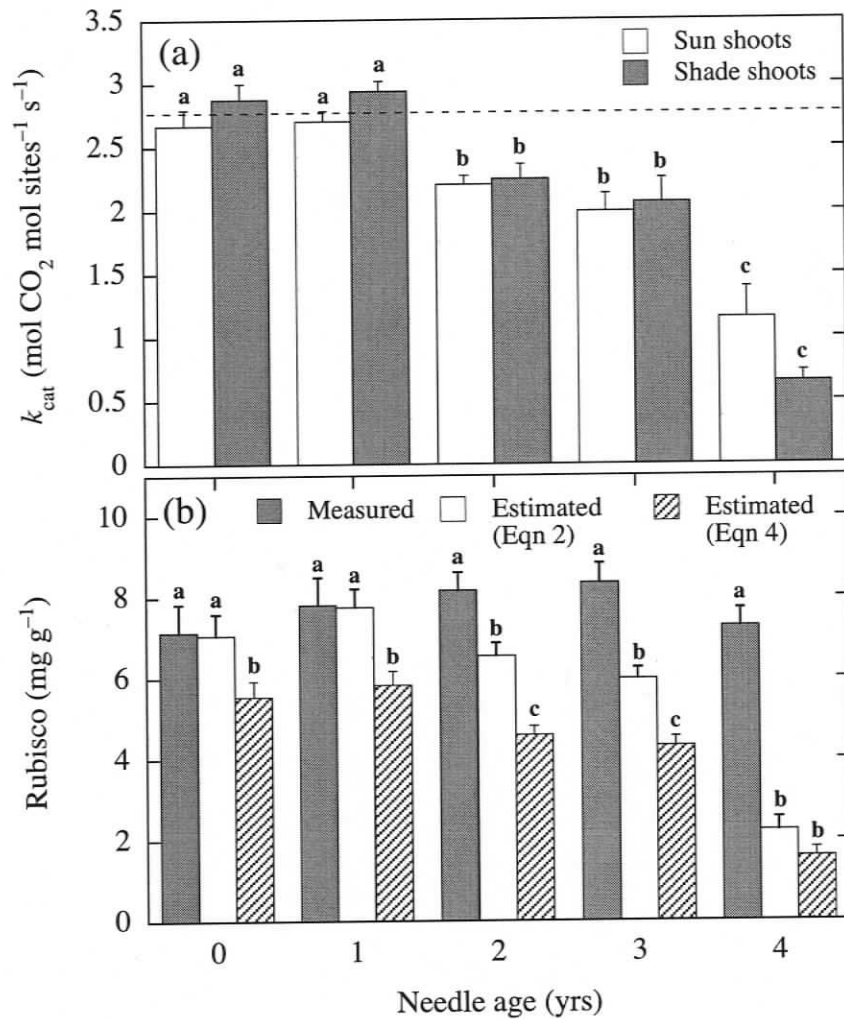 (a)
Sun shoots
Shade shoots
3.5
3
2.5
2
1.5
1
0.5
0
k_cat (mol CO₂ mol sites⁻¹ s⁻¹)
a a a a b b b b c c
(b)
Measured
Estimated
(Eqn 2)
Estimated
(Eqn 4)
10
8
6
4
2
0
Rubisco (mg g⁻¹)
a a b a a b a b c a b c a b b
0 1 2 3 4
Needle age (yrs)